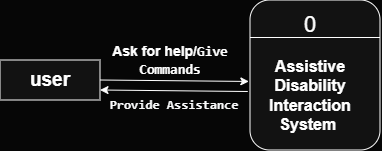 0
Ask for help/Give
Commands
user
Provide Assistance
Assistive
Disability
Interaction
System